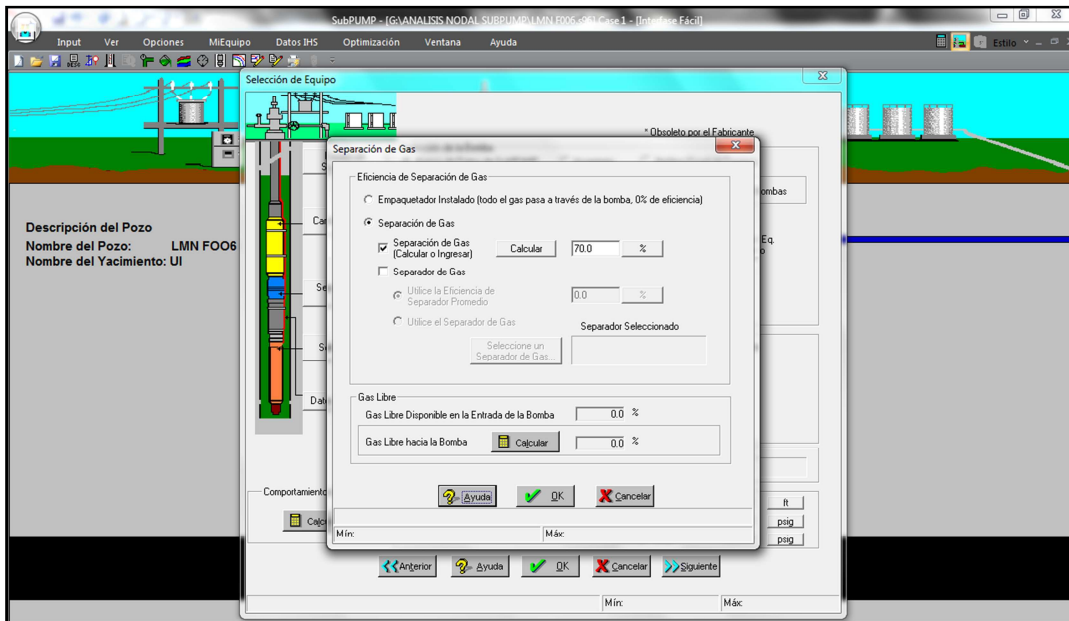 SubPUMP - [G:\ANALISIS NODAL SUBPUMP\LMN F006.s96] Case 1 - [Interfase Fácil]
Input Ver Opciones MiEquipo Datos IHS Optimización Ventana Ayuda
Estilo
Selección de Equipo
* Obsoleto por el Fabricante
Separación de Gas
Eficiencia de Separación de Gas
Empaquetador Instalado (todo el gas pasa a través de la bomba, 0% de eficiencia)
ombas
Separación de Gas
Descripción del Pozo
Nombre del Pozo: LMN FOO6
Nombre del Yacimiento: UI
Car
Separación de Gas
(Calcular o Ingresar)
Calcular
70.0
%
Eq.
o
Separador de Gas
Se
Utilice la Eficiencia de
Separador Promedio
0.0
%
Utilice el Separador de Gas
Separador Seleccionado
S
Seleccione un
Separador de Gas...
Dat
Gas Libre
Gas Libre Disponible en la Entrada de la Bomba 0.0 %
Gas Libre hacia la Bomba Calcular 0.0 %
Comportamiento
Ayuda OK Cancelar
ft
Calc
psig
Mín: Máx:
psig
Anterior Ayuda OK Cancelar Siguiente
Mín: Máx: